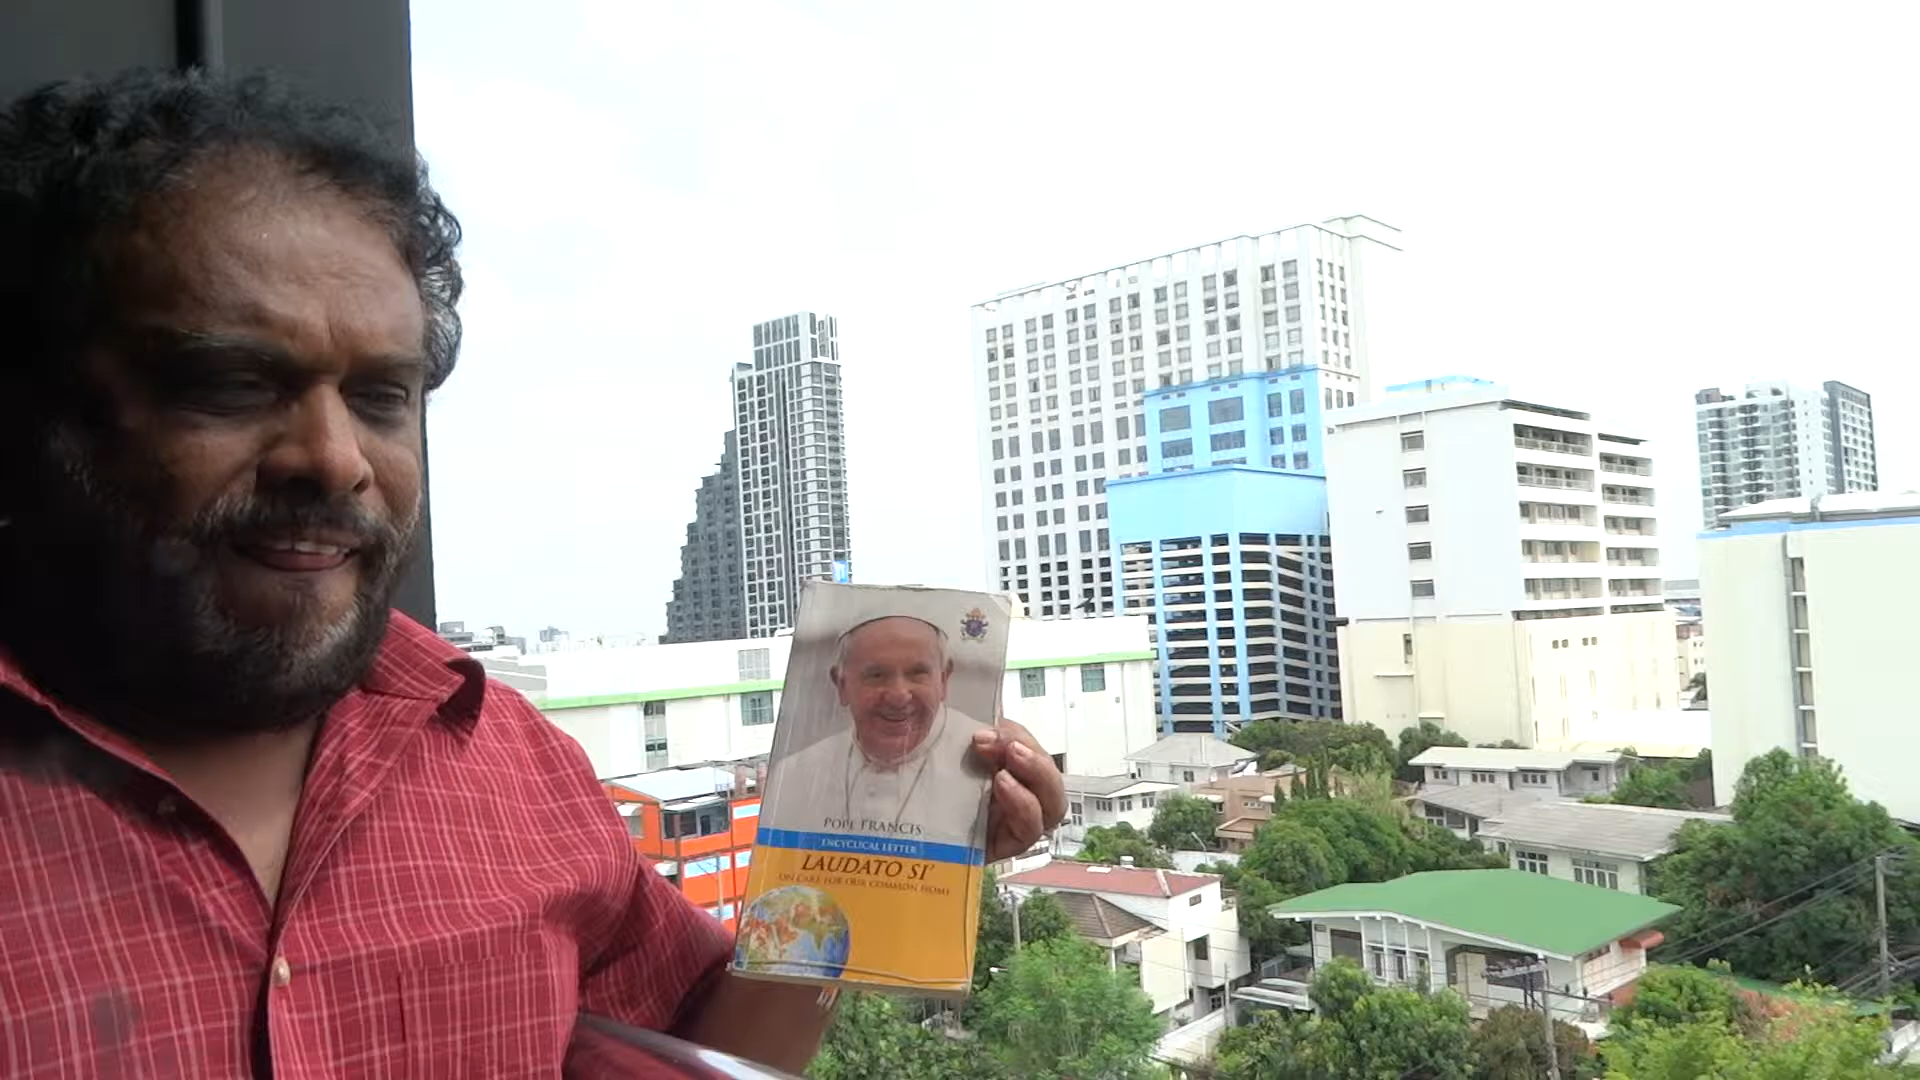 POPE FRANCIS
ENCYCLICAL LETTER
LAUDATO SI'
ON CARE FOR OUR COMMON HOME